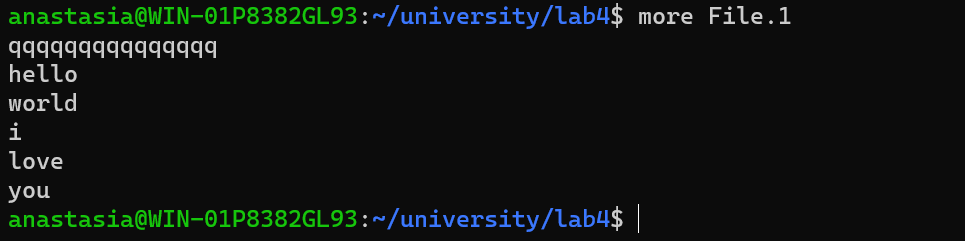 anastasia@WIN-01P8382GL93:~/university/lab4$ more File.1
qqqqqqqqqqqqqqq
hello
world
i
love
you
anastasia@WIN-01P8382GL93:~/university/lab4$